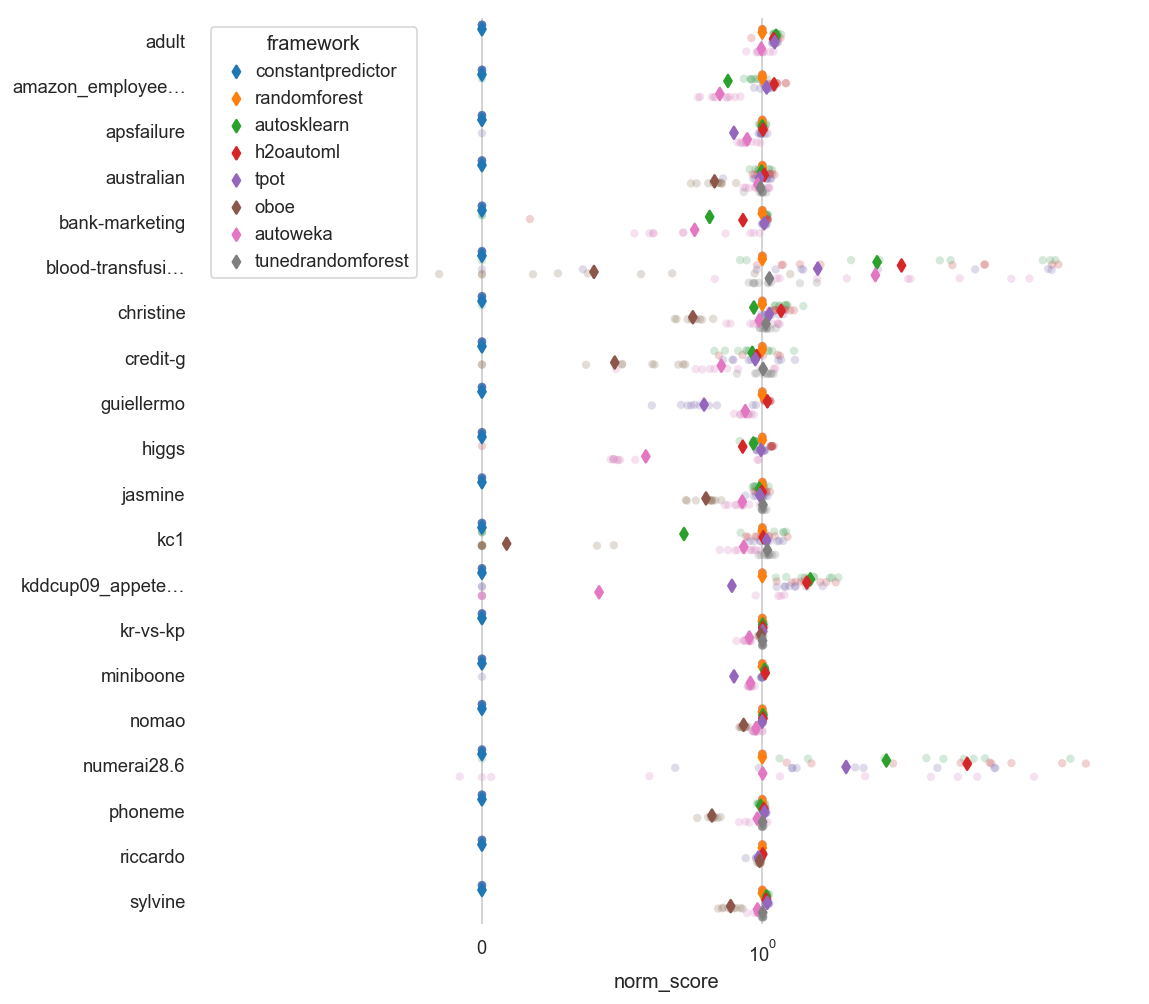 adult
amazon_employee…
apsfailure
australian
bank-marketing
blood-transfusi…
christine
credit-g
guiellermo
higgs
jasmine
kc1
kddcup09_appete…
kr-vs-kp
miniboone
nomao
numerai28.6
phoneme
riccardo
sylvine
framework
constantpredictor
randomforest
autosklearn
h2oautoml
tpot
oboe
autoweka
tunedrandomforest
0
10⁰
norm_score